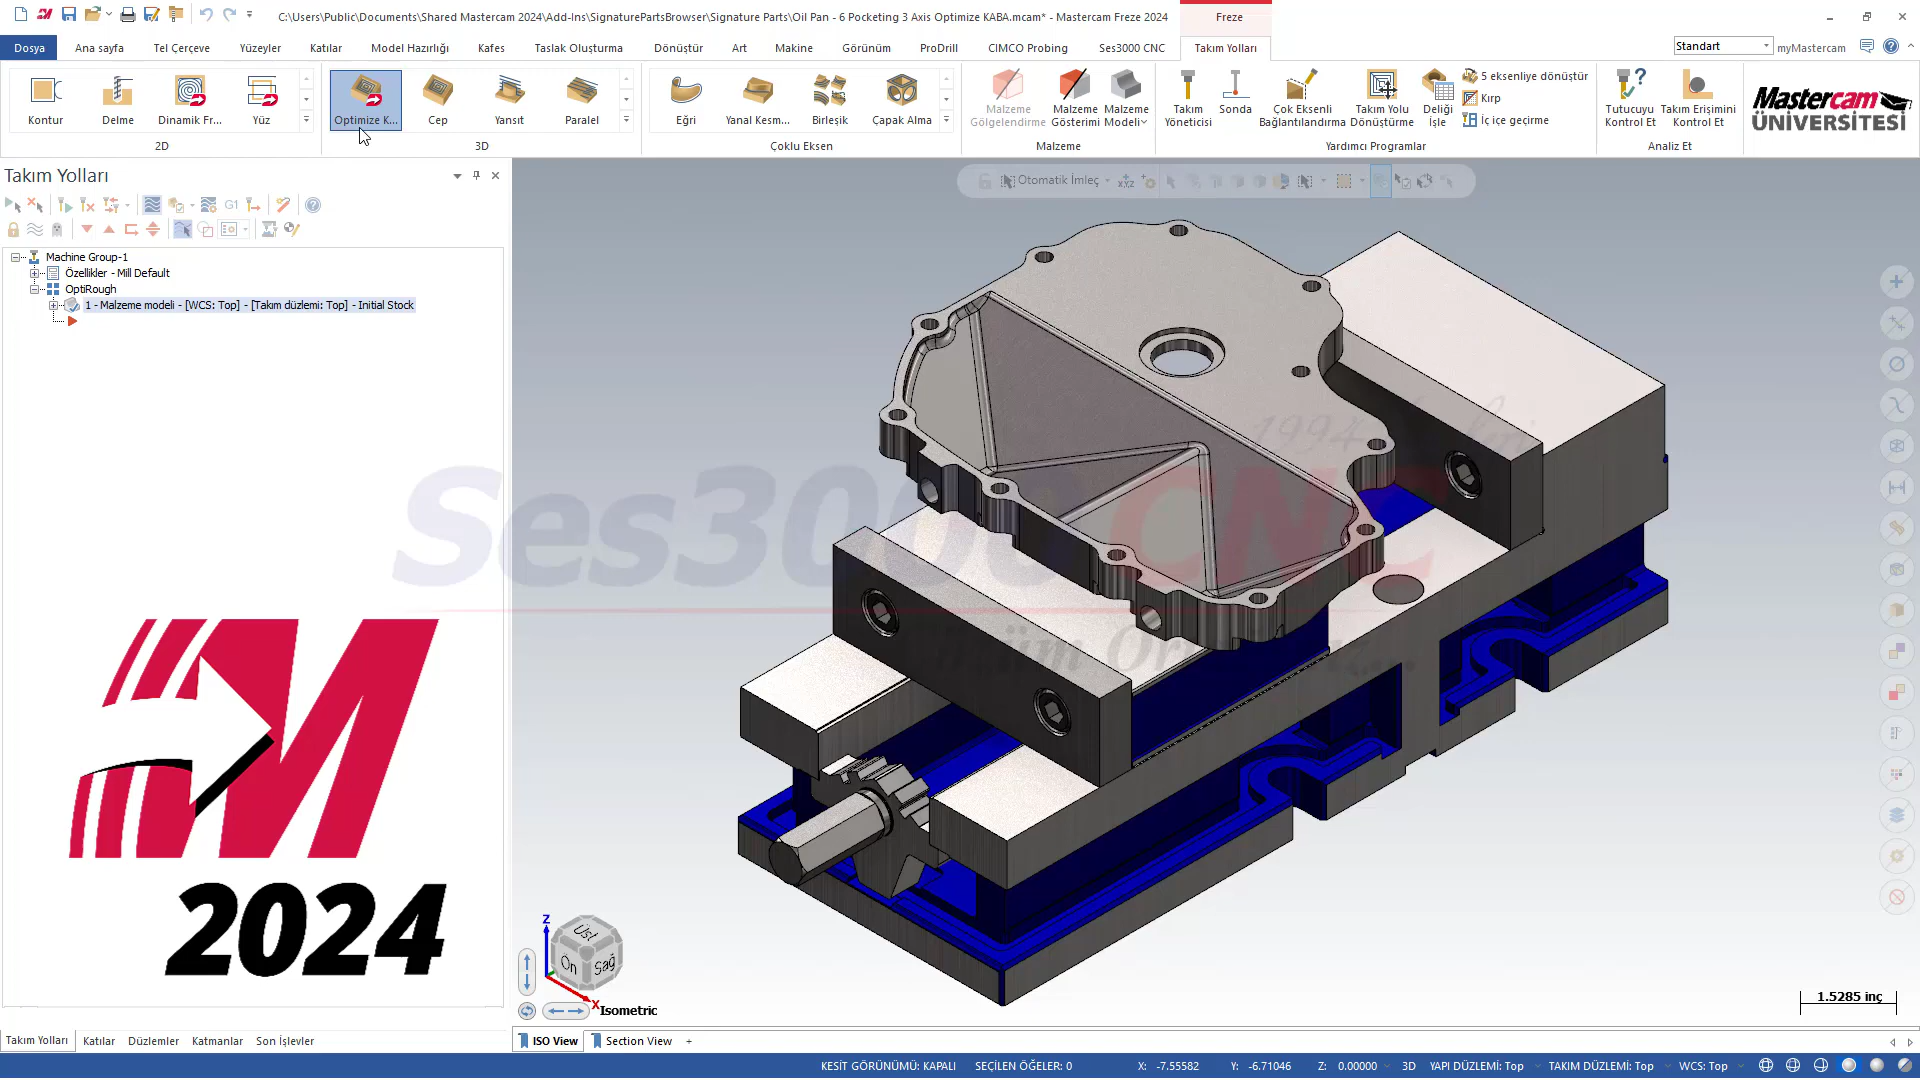 C:\Users\Public\Documents\Shared Mastercam 2024\Add-Ins\SignaturePartsBrowser\Signature Parts\Oil Pan - 6 Pocketing 3 Axis Optimize KABA.mcam* - Mastercam Freze 2024
Freze
Dosya Ana sayfa Tel Çerçeve Yüzeyler Katılar Model Hazırlığı Kafes Taslak Oluşturma Dönüştür Art Makine Görünüm ProDrill CIMCO Probing Ses3000 CNC Takım Yolları
Standart myMastercam
Kontur Delme Dinamik Fr... Yüz
2D
Optimize K... Cep Yansıt Paralel
3D
Eğri Yanal Kesm... Birleşik Çapak Alma
Çoklu Eksen
Malzeme Gölgelendirme
Malzeme Gösterimi
Malzeme Modeli
Malzeme
Takım Yöneticisi
Sonda
Çok Eksenli Bağlantılandırma
Takım Yolu Dönüştürme
Deliği İşle
5 eksenliye dönüştür
Kırp
İç içe geçirme
Yardımcı Programlar
Tutucuyu Kontrol Et
Takım Erişimini Kontrol Et
Analiz Et
Mastercam
ÜNİVERSİTESİ
Takım Yolları
G1
Otomatik İmleç
XYZ
Machine Group-1
Özellikler - Mill Default
OptiRough
1 - Malzeme modeli - [WCS: Top] - [Takım düzlemi: Top] - Initial Stock
Ses3000 CNC
M
2024
Z
Üst
Ön
Sağ
X
Isometric
1.5285 inç
Takım Yolları Katılar Düzlemler Katmanlar Son İşlevler
ISO View Section View +
KESİT GÖRÜNÜMÜ: KAPALI SEÇİLEN ÖĞELER: 0 X: -7.55582 Y: -6.71046 Z: 0.00000 3D YAPI DÜZLEMİ: Top TAKIM DÜZLEMİ: Top WCS: Top